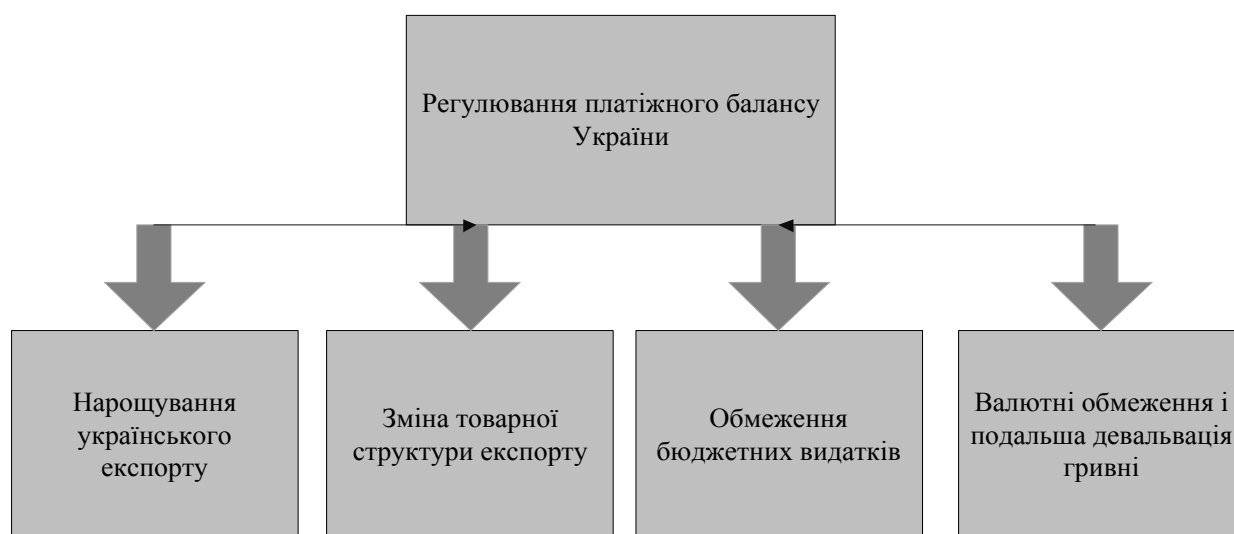 Регулювання платіжного балансу
України
Нарощування
українського
експорту
Зміна товарної
структури експорту
Обмеження
бюджетних видатків
Валютні обмеження і
подальша девальвація
гривні